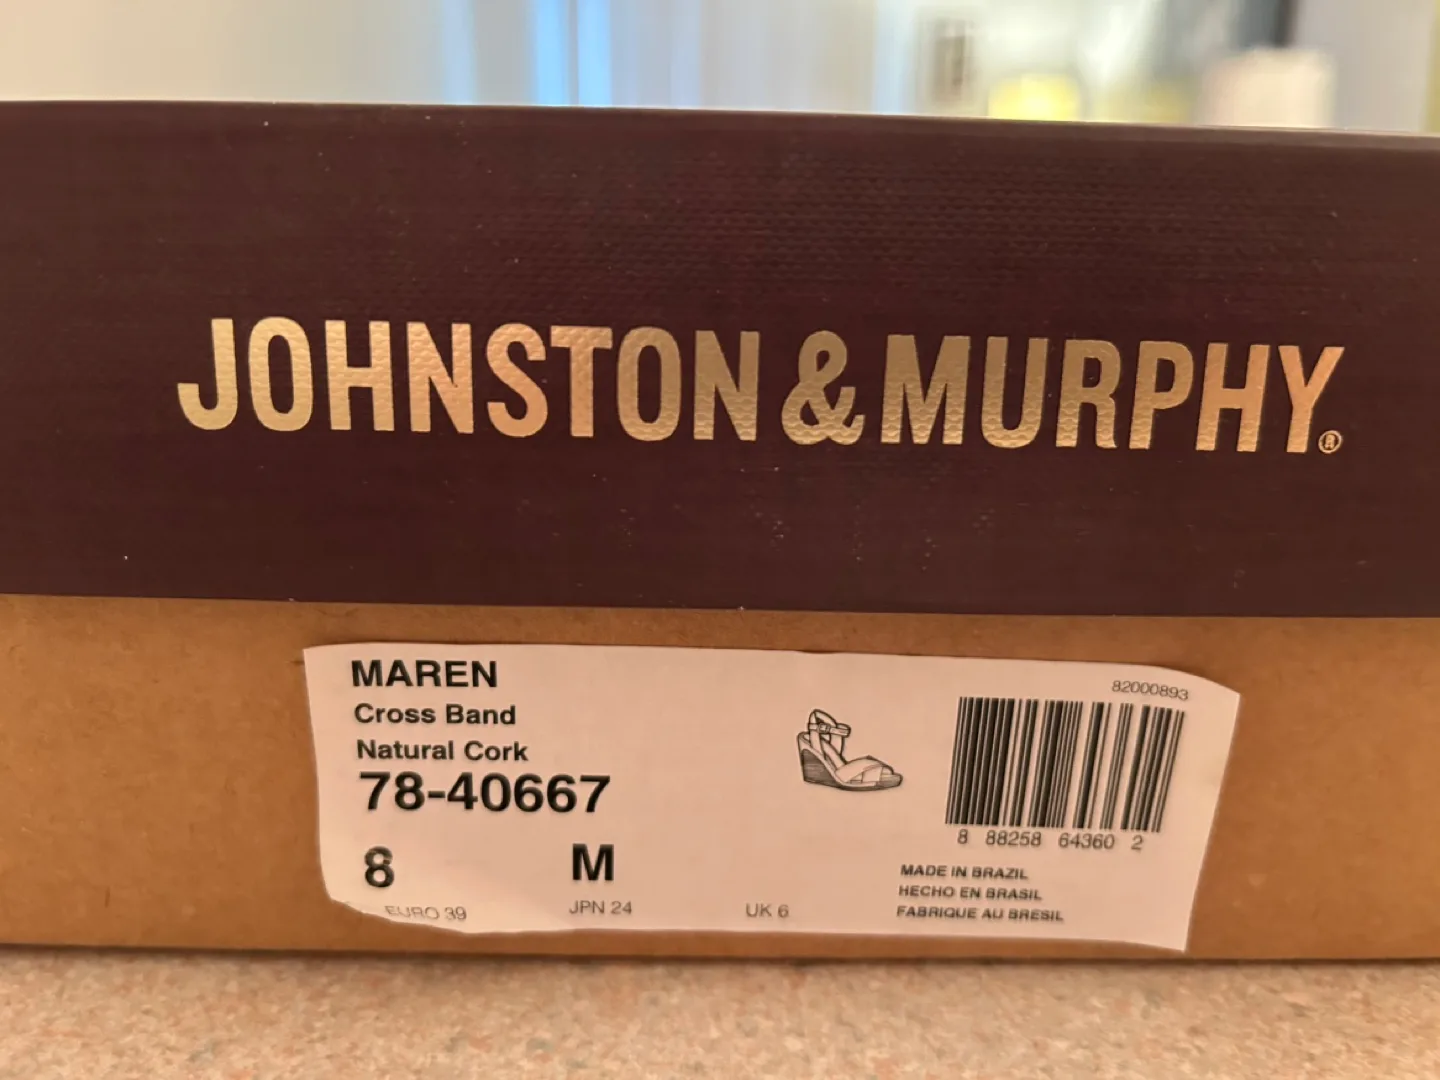 JOHNSTON & MURPHY®
MAREN
Cross Band
Natural Cork
78-40667
8 M
EURO 39 JPN 24 UK 6
82000893
8 88258 64360 2
MADE IN BRAZIL
HECHO EN BRASIL
FABRIQUE AU BRESIL